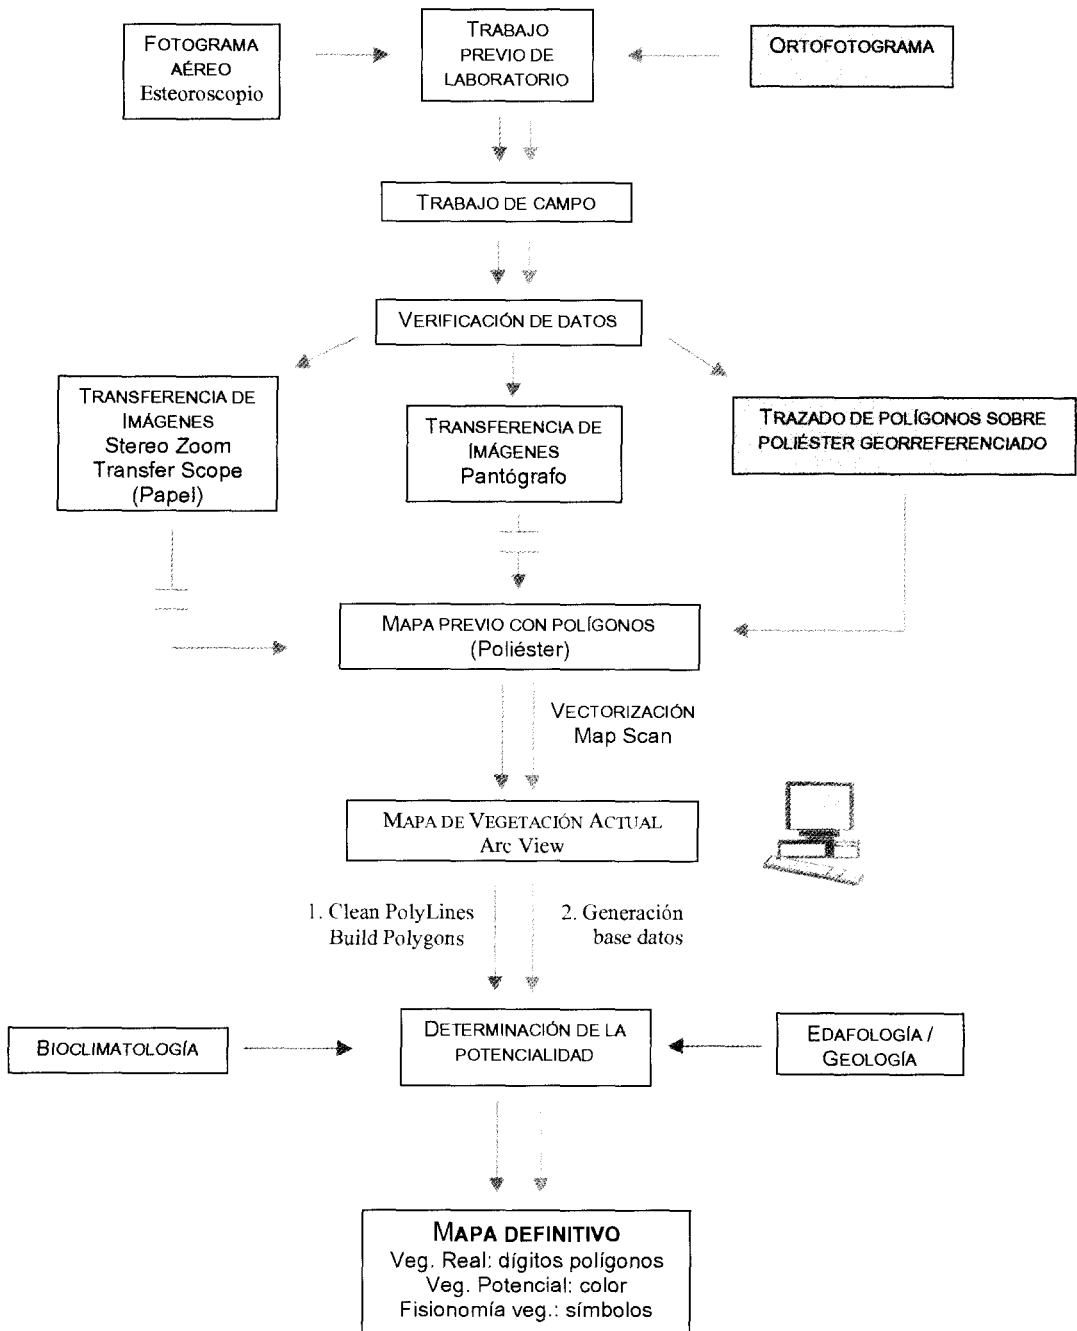 FOTOGRAMA
AÉREO
Esteoroscopio
TRABAJO
PREVIO DE
LABORATORIO
ORTOFOTOGRAMA
TRABAJO DE CAMPO
VERIFICACIÓN DE DATOS
TRANSFERENCIA DE
IMÁGENES
Stereo Zoom
Transfer Scope
(Papel)
TRANSFERENCIA DE
IMÁGENES
Pantógrafo
TRAZADO DE POLÍGONOS SOBRE
POLIÉSTER GEORREFERENCIADO
MAPA PREVIO CON POLÍGONOS
(Poliéster)
VECTORIZACIÓN
Map Scan
MAPA DE VEGETACIÓN ACTUAL
Arc View
1. Clean PolyLines
Build Polygons
2. Generación
base datos
BIOCLIMATOLOGÍA
DETERMINACIÓN DE LA
POTENCIALIDAD
EDAFOLOGÍA /
GEOLOGÍA
MAPA DEFINITIVO
Veg. Real: dígitos polígonos
Veg. Potencial: color
Fisionomía veg.: símbolos